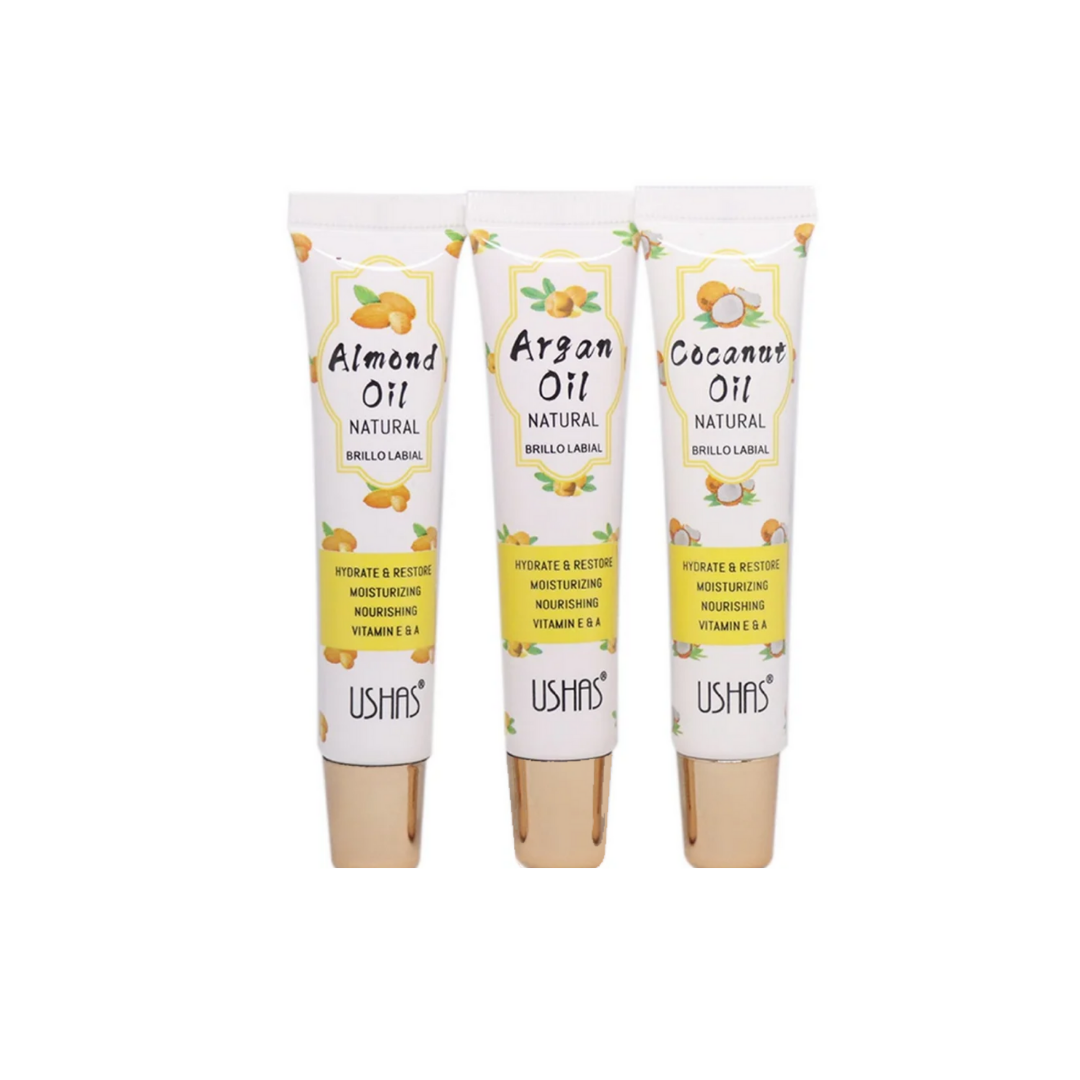 Almond
Oil
NATURAL
BRILLO LABIAL
HYDRATE & RESTORE
MOISTURIZING
NOURISHING
VITAMIN E & A
USHAS®
Argan
Oil
NATURAL
BRILLO LABIAL
HYDRATE & RESTORE
MOISTURIZING
NOURISHING
VITAMIN E & A
USHAS®
Cocanut
Oil
NATURAL
BRILLO LABIAL
HYDRATE & RESTORE
MOISTURIZING
NOURISHING
VITAMIN E & A
USHAS®